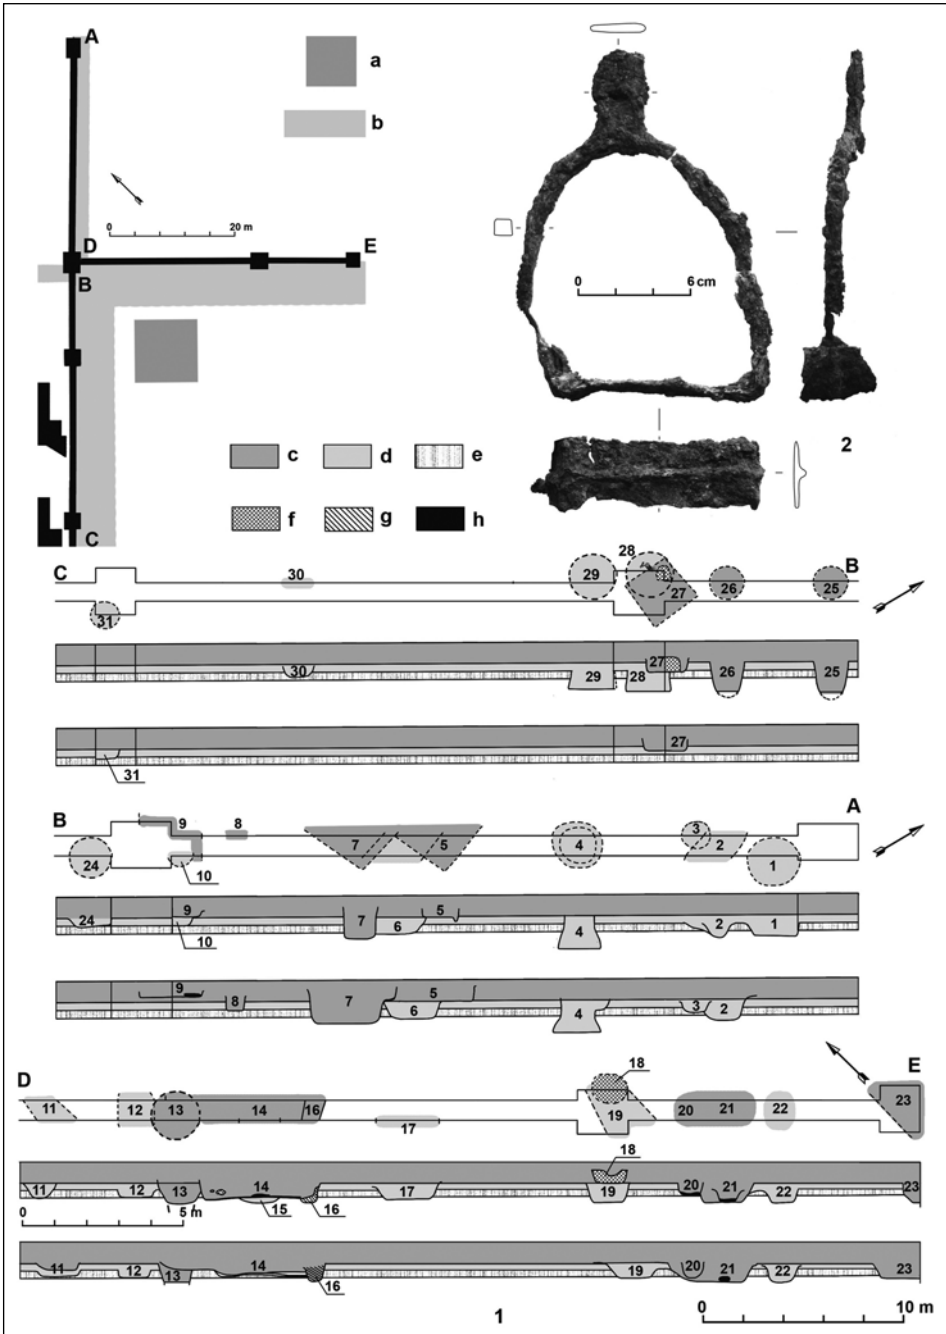 A
a
b
0 20 m
D E
B
0 6 cm
2
c d e
f g h
C
C 30 29 28 27 26 25 B
31
30 29 28 27 26 25
27
31
B 9 8 7 5 4 3 2 1 A
24 10
24 9 7 6 5 4 2 1
10
9 8 7 6 5 4 3 2
D 18 E
11 12 13 14 16 17 19 20 21 22 23
18
11 12 13 14 17 19 20 21 22 23
15 16
0 5 m
11 12 13 14 19 20 21 22 23
16
1
0 10 m